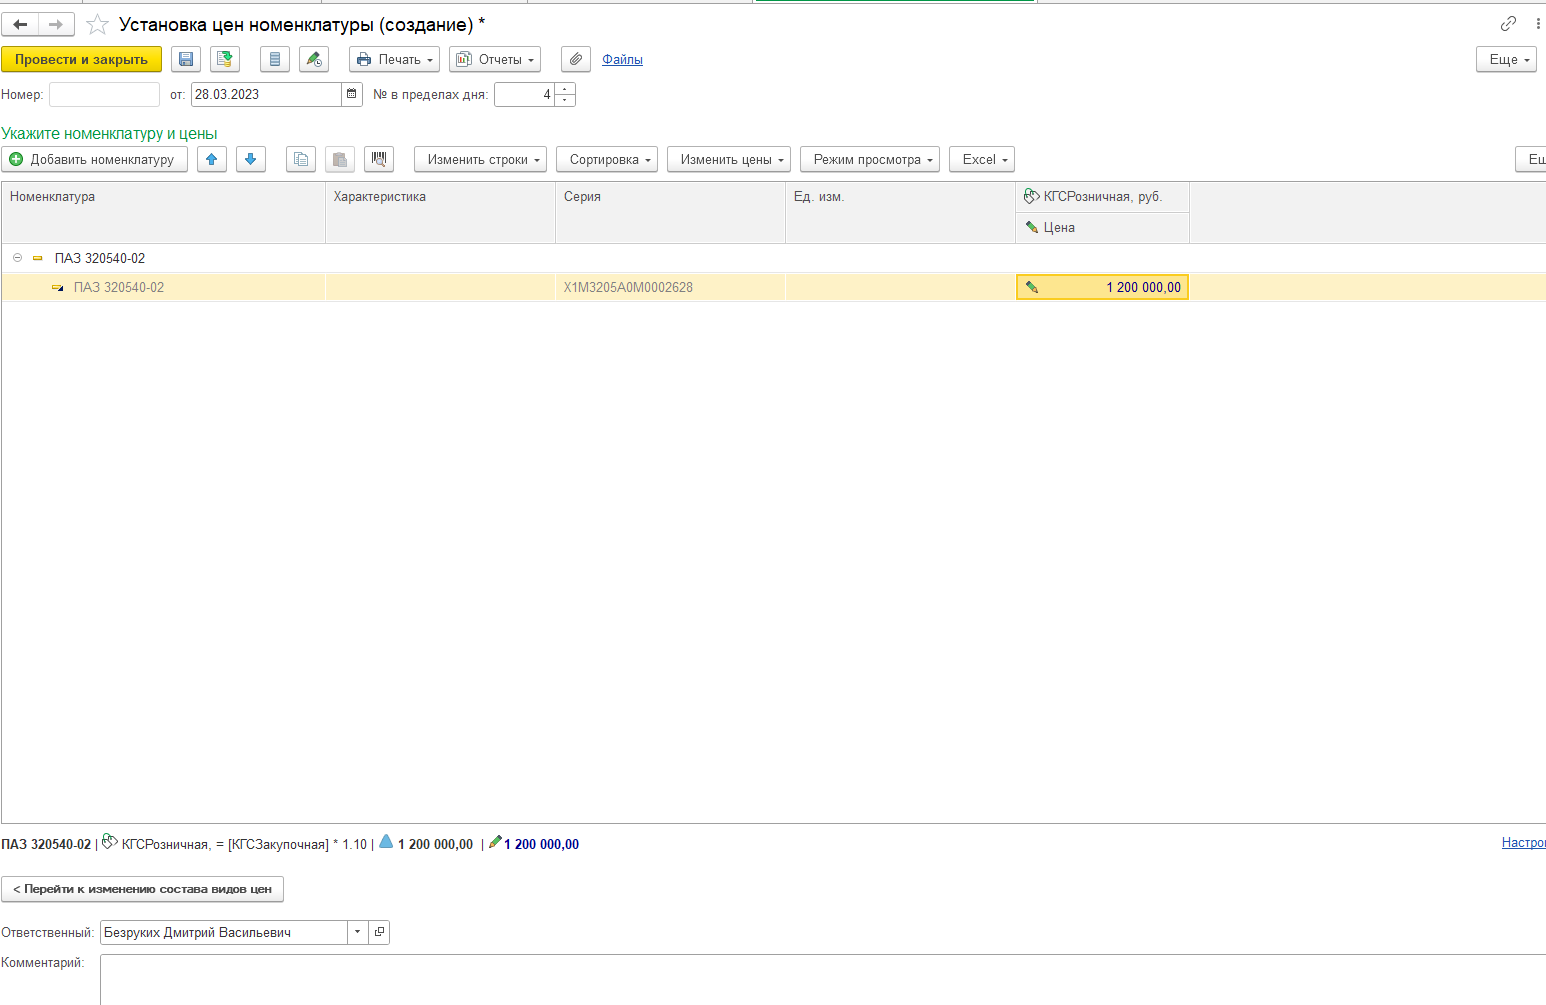 Установка цен номенклатуры (создание) *
Провести и закрыть Печать Отчеты Файлы Еще
Номер: от: 28.03.2023 № в пределах дня: 4
Укажите номенклатуру и цены
Добавить номенклатуру Изменить строки Сортировка Изменить цены Режим просмотра Excel Ещ
Номенклатура Характеристика Серия Ед. изм. КГСРозничная, руб.
Цена
ПАЗ 320540-02
ПАЗ 320540-02 X1M3205A0M0002628 1 200 000,00
ПАЗ 320540-02 | КГСРозничная, = [КГСЗакупочная] * 1.10 | 1 200 000,00 | 1 200 000,00 Настро
< Перейти к изменению состава видов цен
Ответственный: Безруких Дмитрий Васильевич
Комментарий: